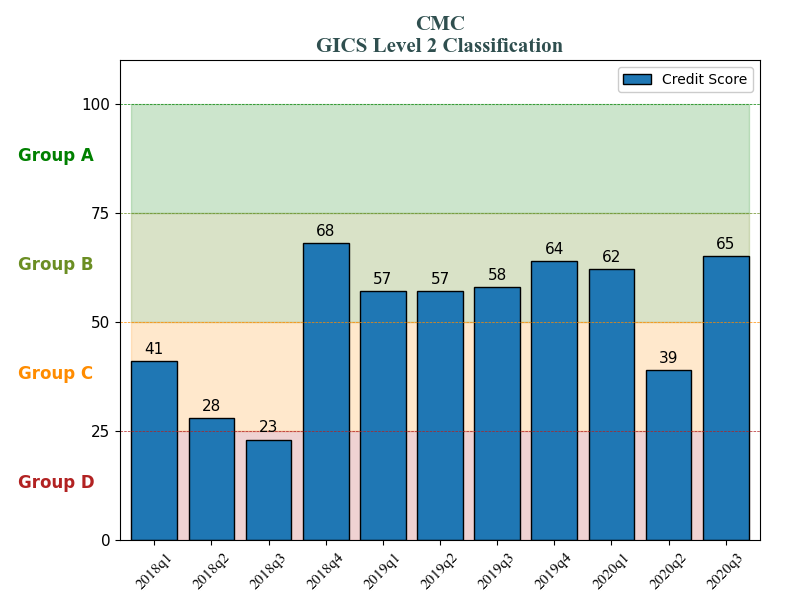 CMC
GICS Level 2 Classification
Credit Score
100
Group A
75
68
65
64
62
Group B
58
57
57
50
41
39
Group C
28
25
23
Group D
0
2018q1
2018q2
2018q3
2018q4
2019q1
2019q2
2019q3
2019q4
2020q1
2020q2
2020q3